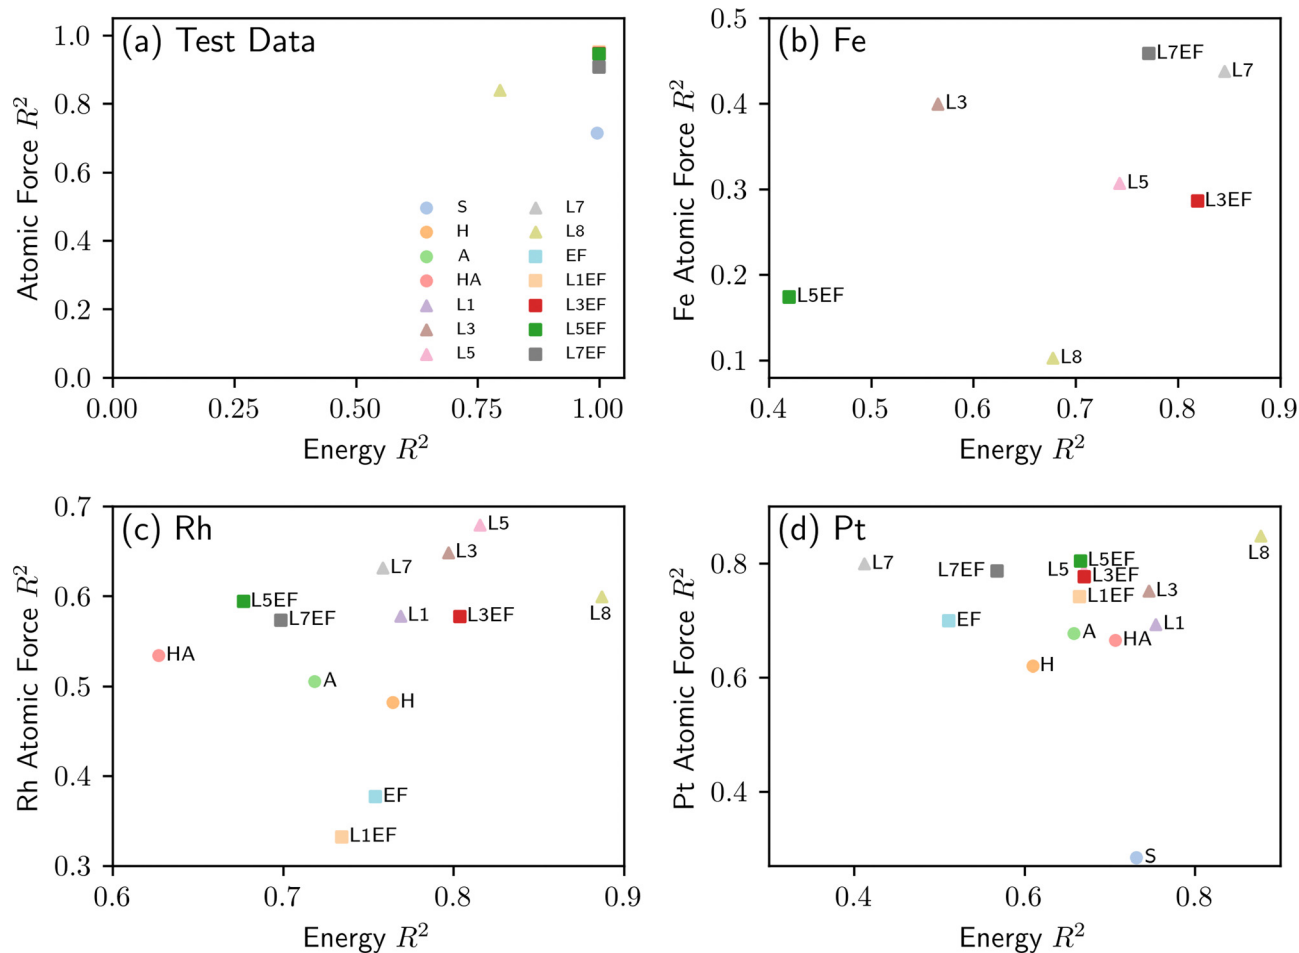 (a) Test Data
1.0
0.8
0.6
0.4
0.2
0.0
Atomic Force R²
S
H
A
HA
L1
L3
L5
L7
L8
EF
L1EF
L3EF
L5EF
L7EF
0.00 0.25 0.50 0.75 1.00
Energy R²
(b) Fe
0.5
0.4
0.3
0.2
0.1
Fe Atomic Force R²
L7EF
L7
L3
L5
L3EF
L5EF
L8
0.4 0.5 0.6 0.7 0.8 0.9
Energy R²
(c) Rh
0.7
0.6
0.5
0.4
0.3
Rh Atomic Force R²
L5
L3
L7
L5EF
L8
L7EF
L1
L3EF
HA
A
H
EF
L1EF
0.6 0.7 0.8 0.9
Energy R²
(d) Pt
0.8
0.6
0.4
Pt Atomic Force R²
L8
L7
L7EF
L5
L5EF
L3EF
L3
L1EF
EF
A
HA
L1
H
S
0.4 0.6 0.8
Energy R²